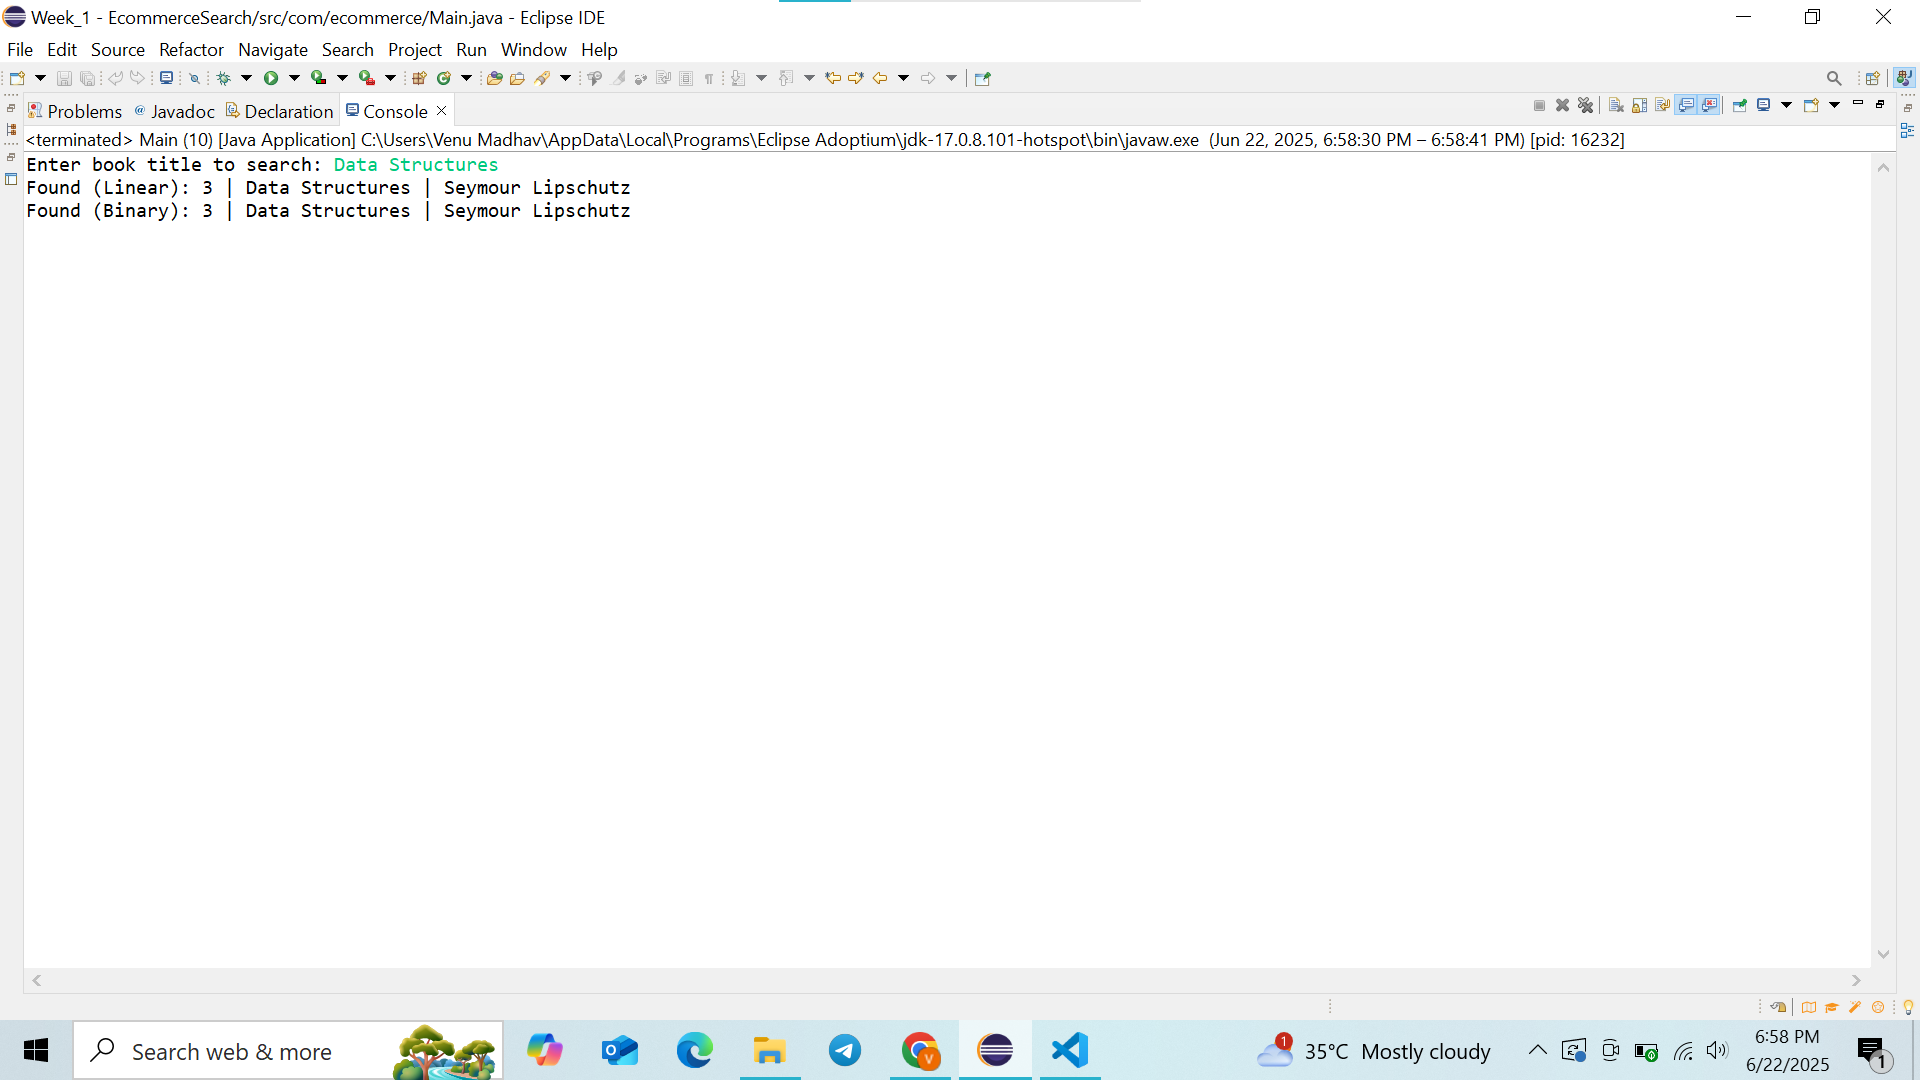 Week_1 - EcommerceSearch/src/com/ecommerce/Main.java - Eclipse IDE
File Edit Source Refactor Navigate Search Project Run Window Help
Problems @ Javadoc Declaration Console
<terminated> Main (10) [Java Application] C:\Users\Venu Madhav\AppData\Local\Programs\Eclipse Adoptium\jdk-17.0.8.101-hotspot\bin\javaw.exe (Jun 22, 2025, 6:58:30 PM – 6:58:41 PM) [pid: 16232]
Enter book title to search: Data Structures
Found (Linear): 3 | Data Structures | Seymour Lipschutz
Found (Binary): 3 | Data Structures | Seymour Lipschutz
Search web & more
V
1
35°C Mostly cloudy
6:58 PM
6/22/2025
1